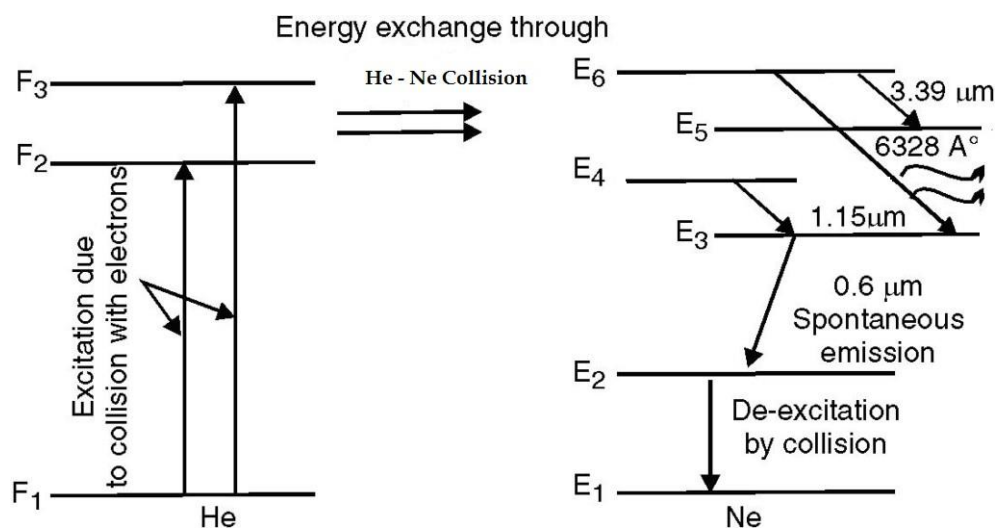 Energy exchange through
He - Ne Collision
F3
F2
F1
Excitation due
to collision with electrons
He
E6
E5
E4
E3
E2
E1
3.39 μm
6328 A°
1.15μm
0.6 μm
Spontaneous
emission
De-excitation
by collision
Ne